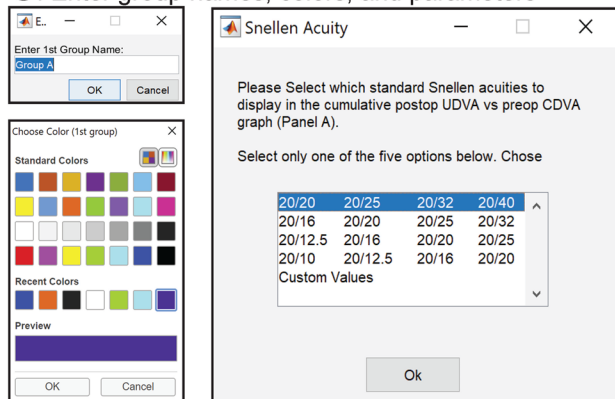 E..
Enter 1st Group Name:
Group A
OK Cancel
Choose Color (1st group)
Standard Colors
Recent Colors
Preview
OK Cancel
Snellen Acuity
Please Select which standard Snellen acuities to
display in the cumulative postop UDVA vs preop CDVA
graph (Panel A).
Select only one of the five options below. Chose
20/20 20/25 20/32 20/40
20/16 20/20 20/25 20/32
20/12.5 20/16 20/20 20/25
20/10 20/12.5 20/16 20/20
Custom Values
Ok